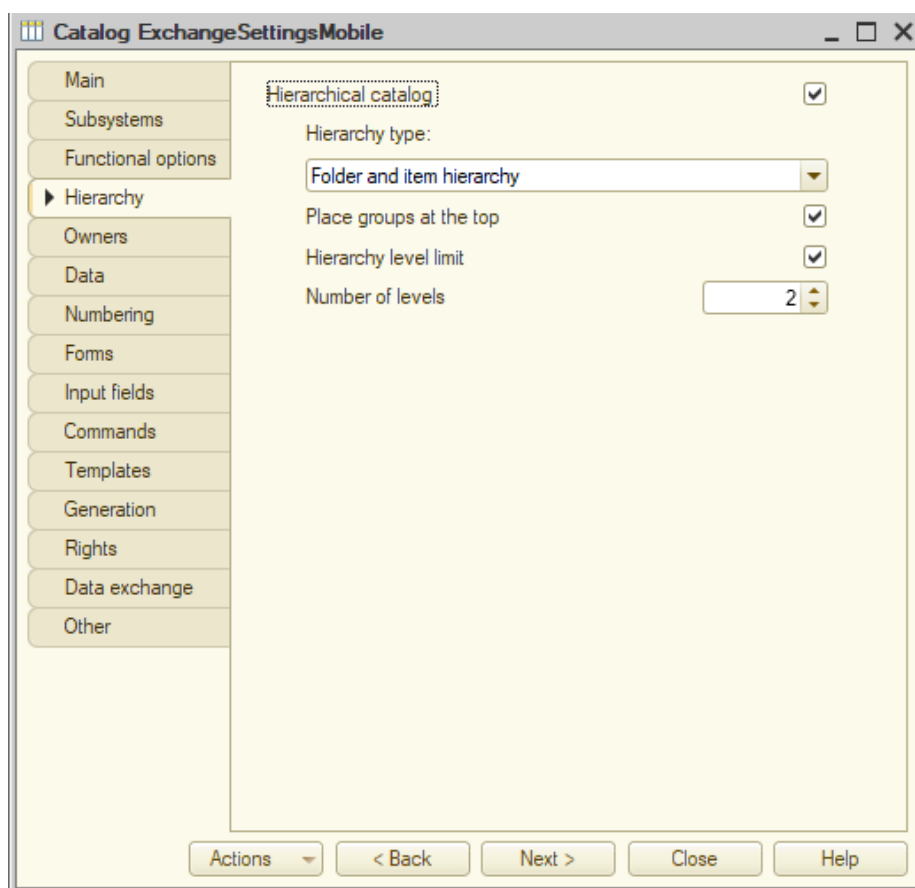 Catalog ExchangeSettingsMobile
Main
Subsystems
Functional options
Hierarchy
Owners
Data
Numbering
Forms
Input fields
Commands
Templates
Generation
Rights
Data exchange
Other
Hierarchical catalog
Hierarchy type:
Folder and item hierarchy
Place groups at the top
Hierarchy level limit
Number of levels 2
Actions < Back Next > Close Help